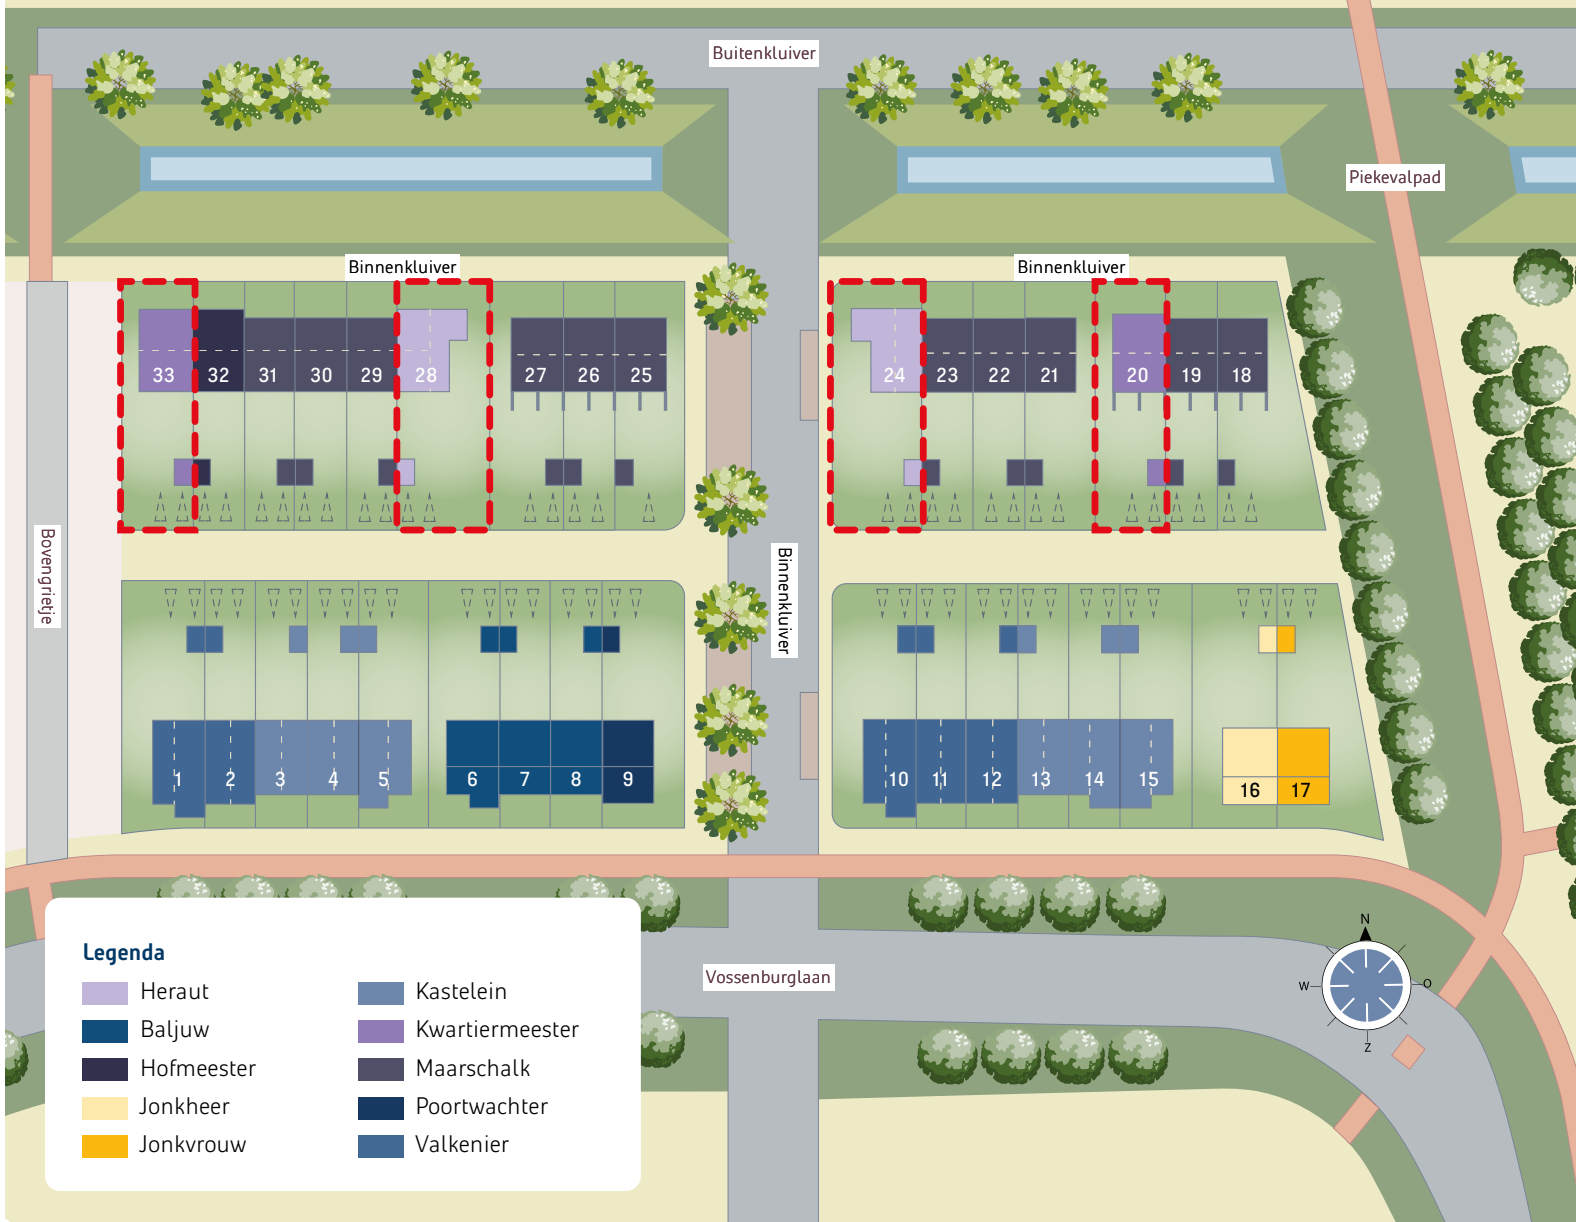 Buitenkluiver
Piekevalpad
Binnenkluiver
Binnenkluiver
33 32 31 30 29 28 27 26 25
24 23 22 21 20 19 18
Bovengrietje
Binnenkluiver
1 2 3 4 5 6 7 8 9
10 11 12 13 14 15 16 17
Vossenburglaan
N
W
O
Z
Legenda
Heraut
Baljuw
Hofmeester
Jonkheer
Jonkvrouw
Kastelein
Kwartiermeester
Maarschalk
Poortwachter
Valkenier